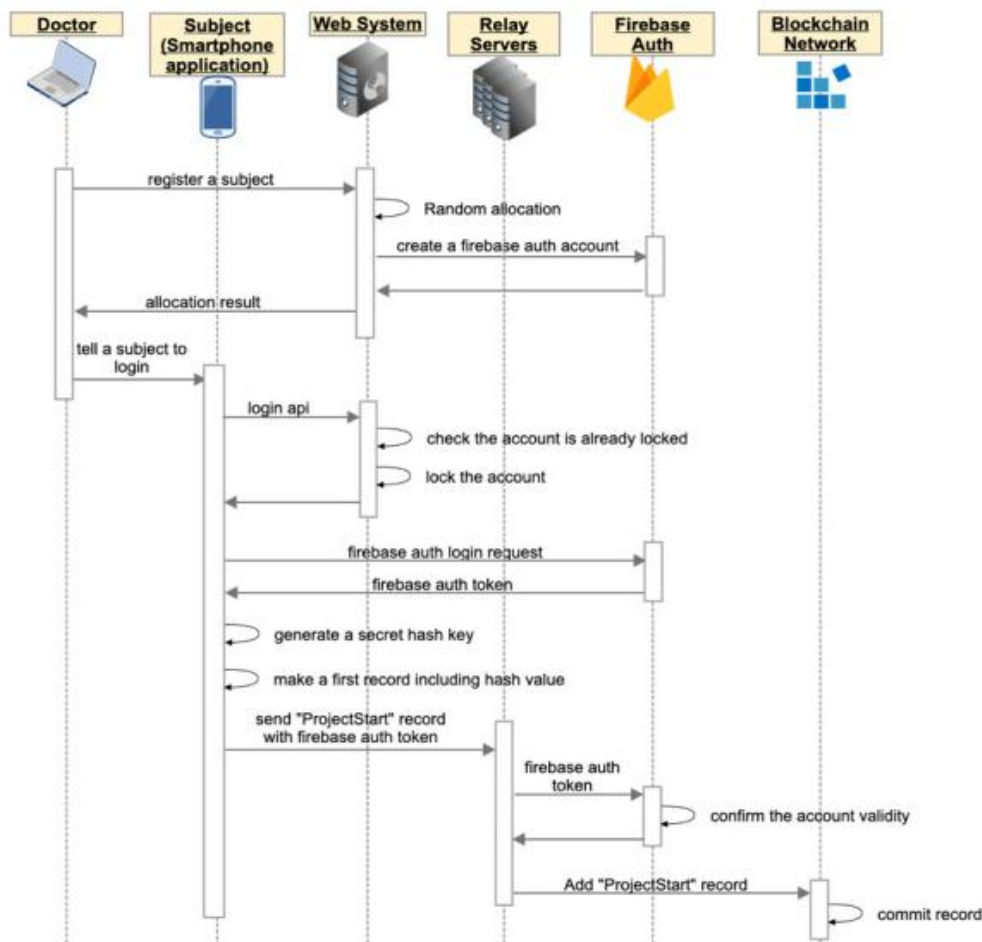 Doctor
Subject
(Smartphone
application)
Web System
Relay
Servers
Firebase
Auth
Blockchain
Network
register a subject
Random allocation
create a firebase auth account
allocation result
tell a subject to
login
login api
check the account is already locked
lock the account
firebase auth login request
firebase auth token
generate a secret hash key
make a first record including hash value
send "ProjectStart" record
with firebase auth token
firebase auth
token
confirm the account validity
Add "ProjectStart" record
commit record